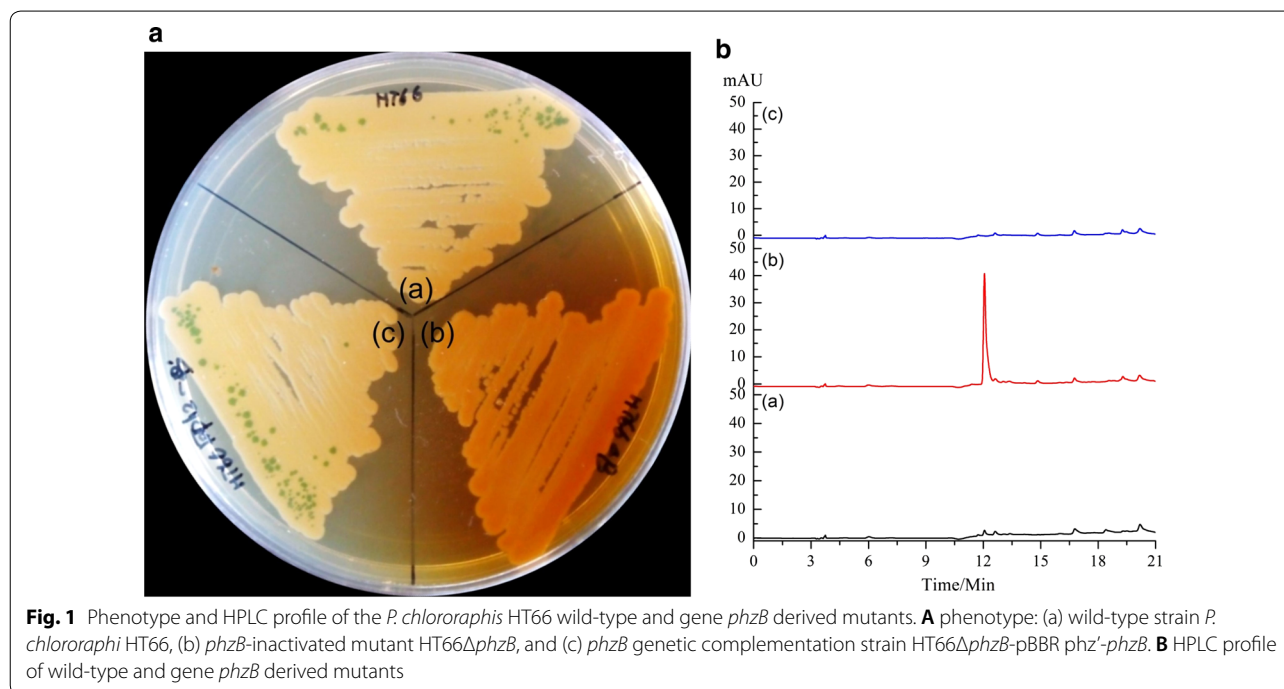 a
HT66
(a)
(c) (b)
HT66ΔB
b
mAU
50
(c)
40
30
20
10
0
50
(b)
40
30
20
10
0
50
(a)
40
30
20
10
0
0 3 6 9 12 15 18 21
Time/Min
Fig. 1 Phenotype and HPLC profile of the P. chlororaphis HT66 wild-type and gene phzB derived mutants. A phenotype: (a) wild-type strain P.
chlororaphi HT66, (b) phzB-inactivated mutant HT66ΔphzB, and (c) phzB genetic complementation strain HT66ΔphzB-pBBR phz’-phzB. B HPLC profile
of wild-type and gene phzB derived mutants